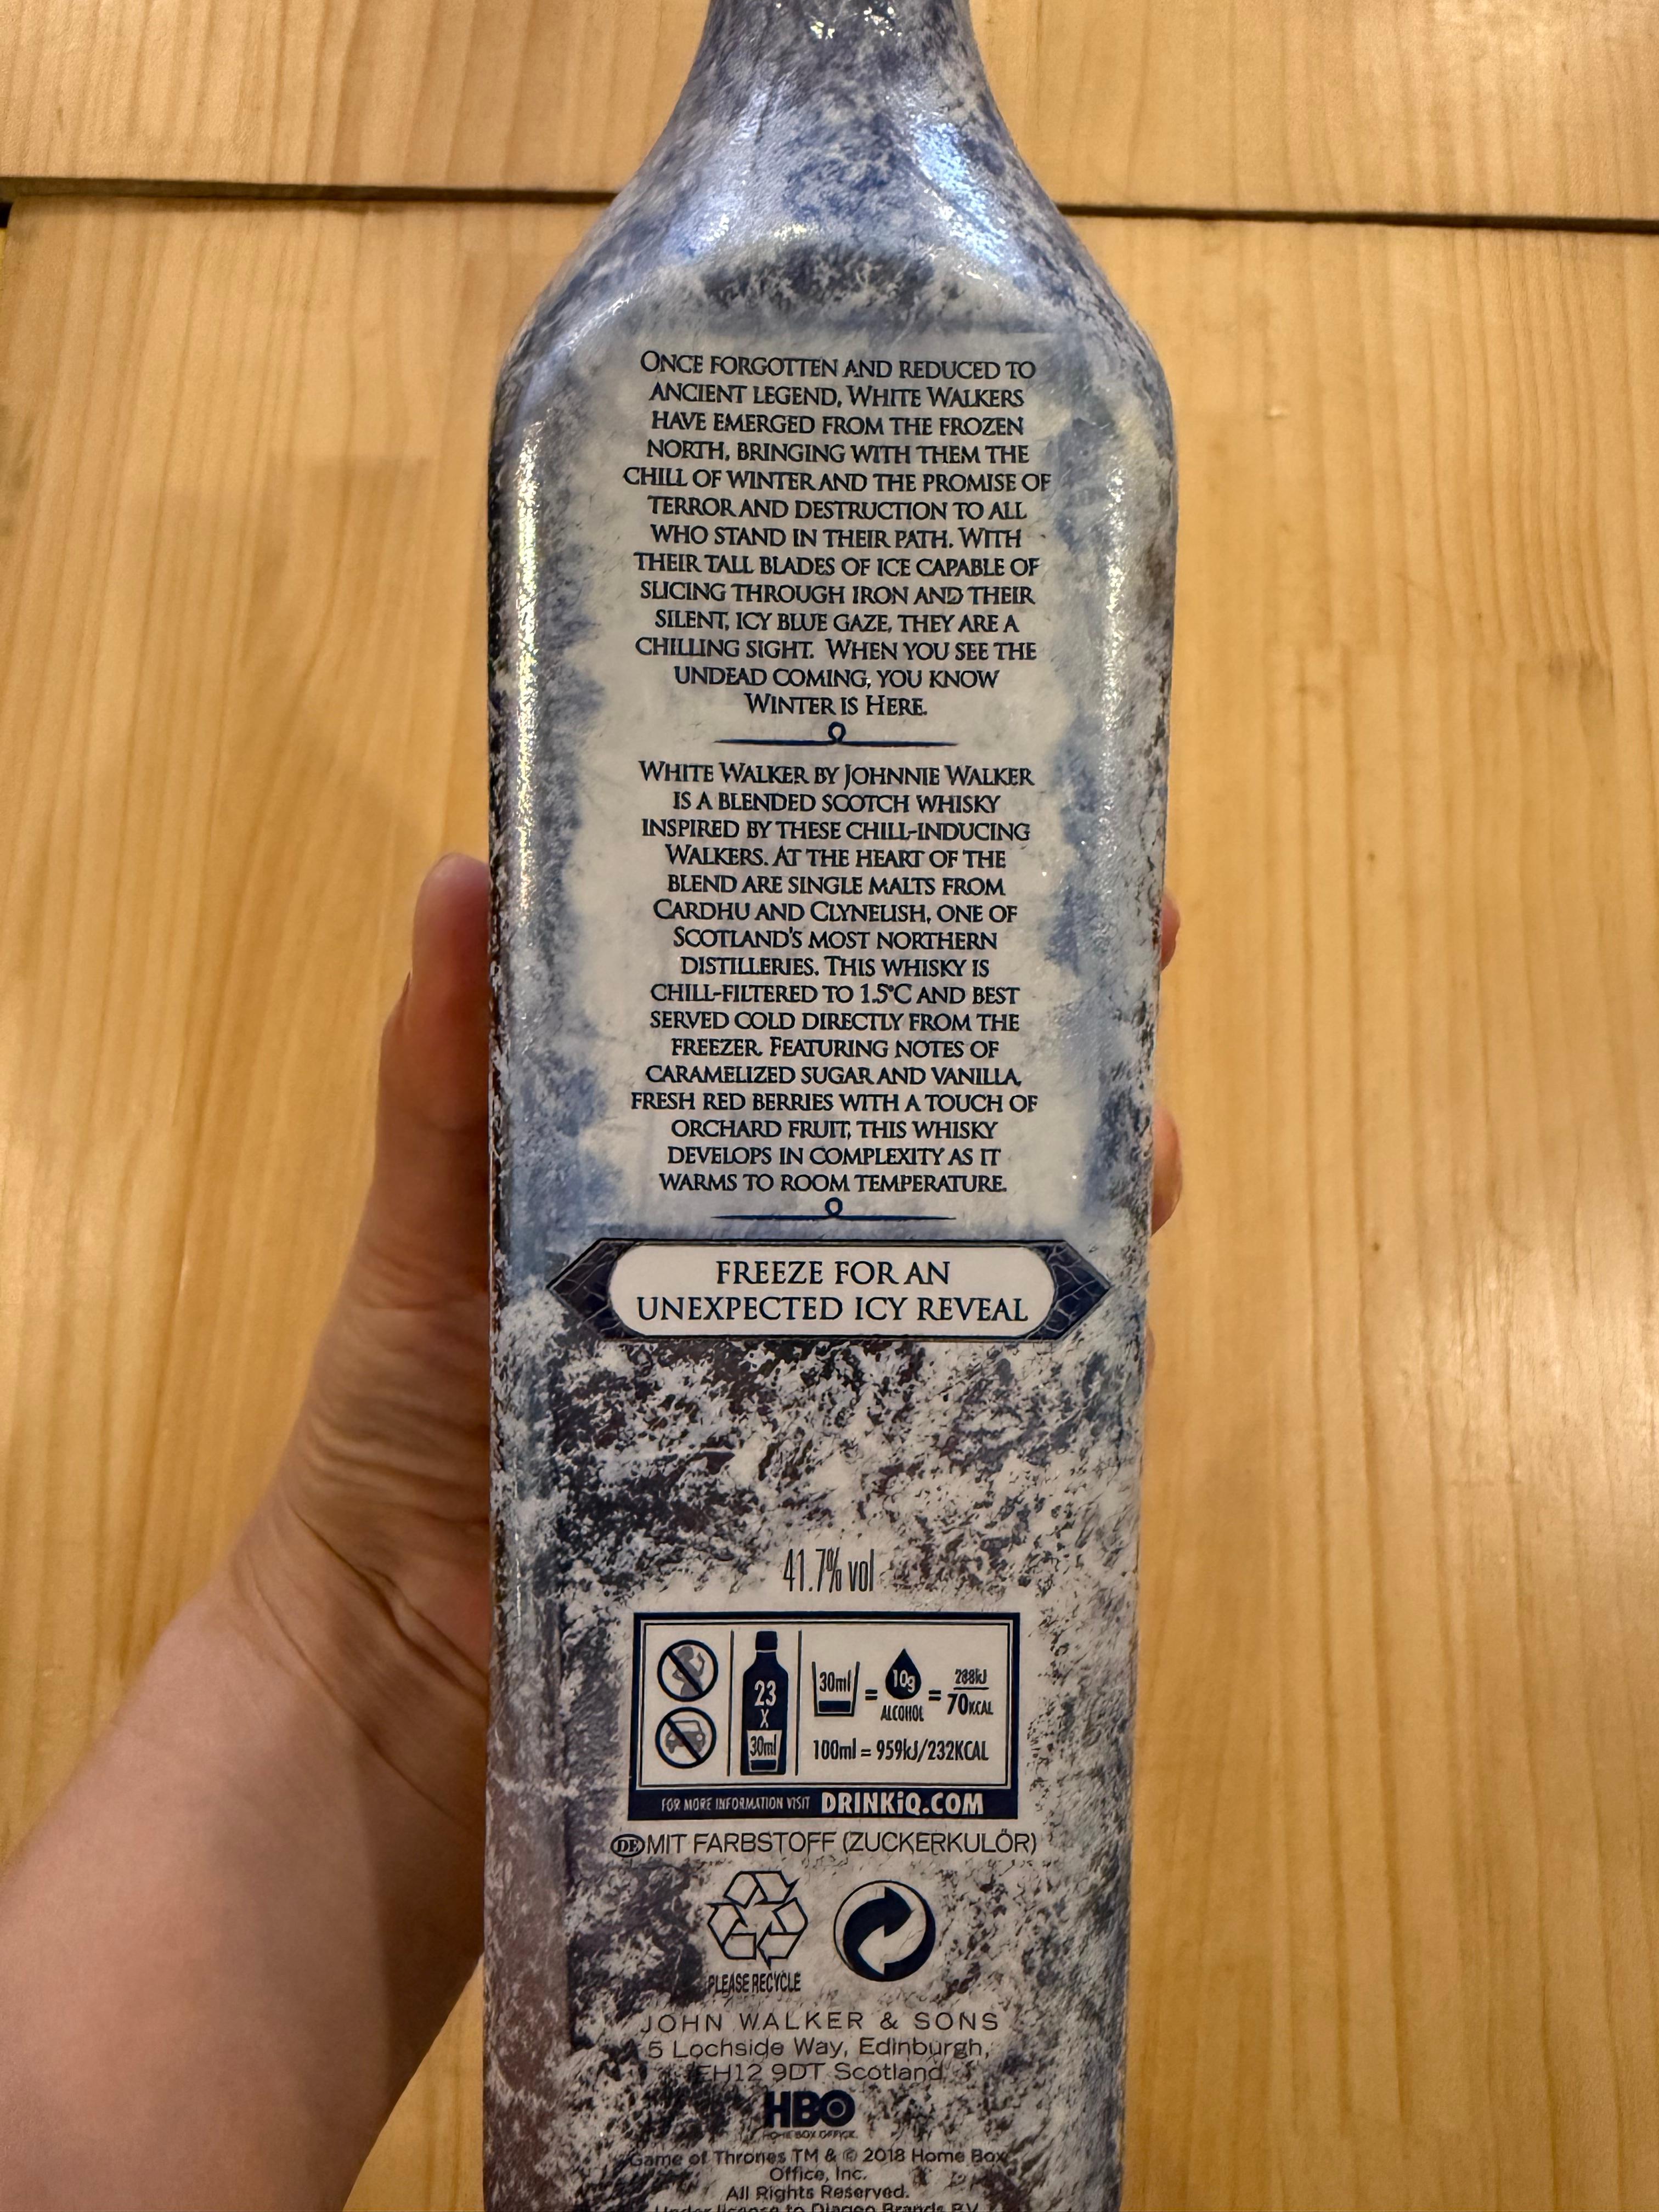 ONCE FORGOTTEN AND REDUCED TO
ANCIENT LEGEND, WHITE WALKERS
HAVE EMERGED FROM THE FROZEN
NORTH, BRINGING WITH THEM THE
CHILL OF WINTER AND THE PROMISE OF
TERROR AND DESTRUCTION TO ALL
WHO STAND IN THEIR PATH. WITH
THEIR TALL BLADES OF ICE CAPABLE OF
SLICING THROUGH IRON AND THEIR
SILENT, ICY BLUE GAZE, THEY ARE A
CHILLING SIGHT. WHEN YOU SEE THE
UNDEAD COMING, YOU KNOW
WINTER IS HERE.
WHITE WALKER BY JOHNNIE WALKER
IS A BLENDED SCOTCH WHISKY
INSPIRED BY THESE CHILL-INDUCING
WALKERS. AT THE HEART OF THE
BLEND ARE SINGLE MALTS FROM
CARDHU AND CLYNELISH, ONE OF
SCOTLAND'S MOST NORTHERN
DISTILLERIES. THIS WHISKY IS
CHILL-FILTERED TO 1.5°C AND BEST
SERVED COLD DIRECTLY FROM THE
FREEZER. FEATURING NOTES OF
CARAMELIZED SUGAR AND VANILLA,
FRESH RED BERRIES WITH A TOUCH OF
ORCHARD FRUIT, THIS WHISKY
DEVELOPS IN COMPLEXITY AS IT
WARMS TO ROOM TEMPERATURE.
FREEZE FOR AN
UNEXPECTED ICY REVEAL
41.7% vol
23
X
30ml
30ml = 10g ALCOHOL = 288kJ 70KCAL
100ml = 959kJ/232KCAL
FOR MORE INFORMATION VISIT DRINKiQ.COM
DE MIT FARBSTOFF (ZUCKERKULÖR)
PLEASE RECYCLE
JOHN WALKER & SONS
5 Lochside Way, Edinburgh,
EH12 9DT Scotland
HBO
HOME BOX OFFICE
Game of Thrones TM & © 2018 Home Box
Office, Inc.
All Rights Reserved.
Under license to Diageo Brands B.V.